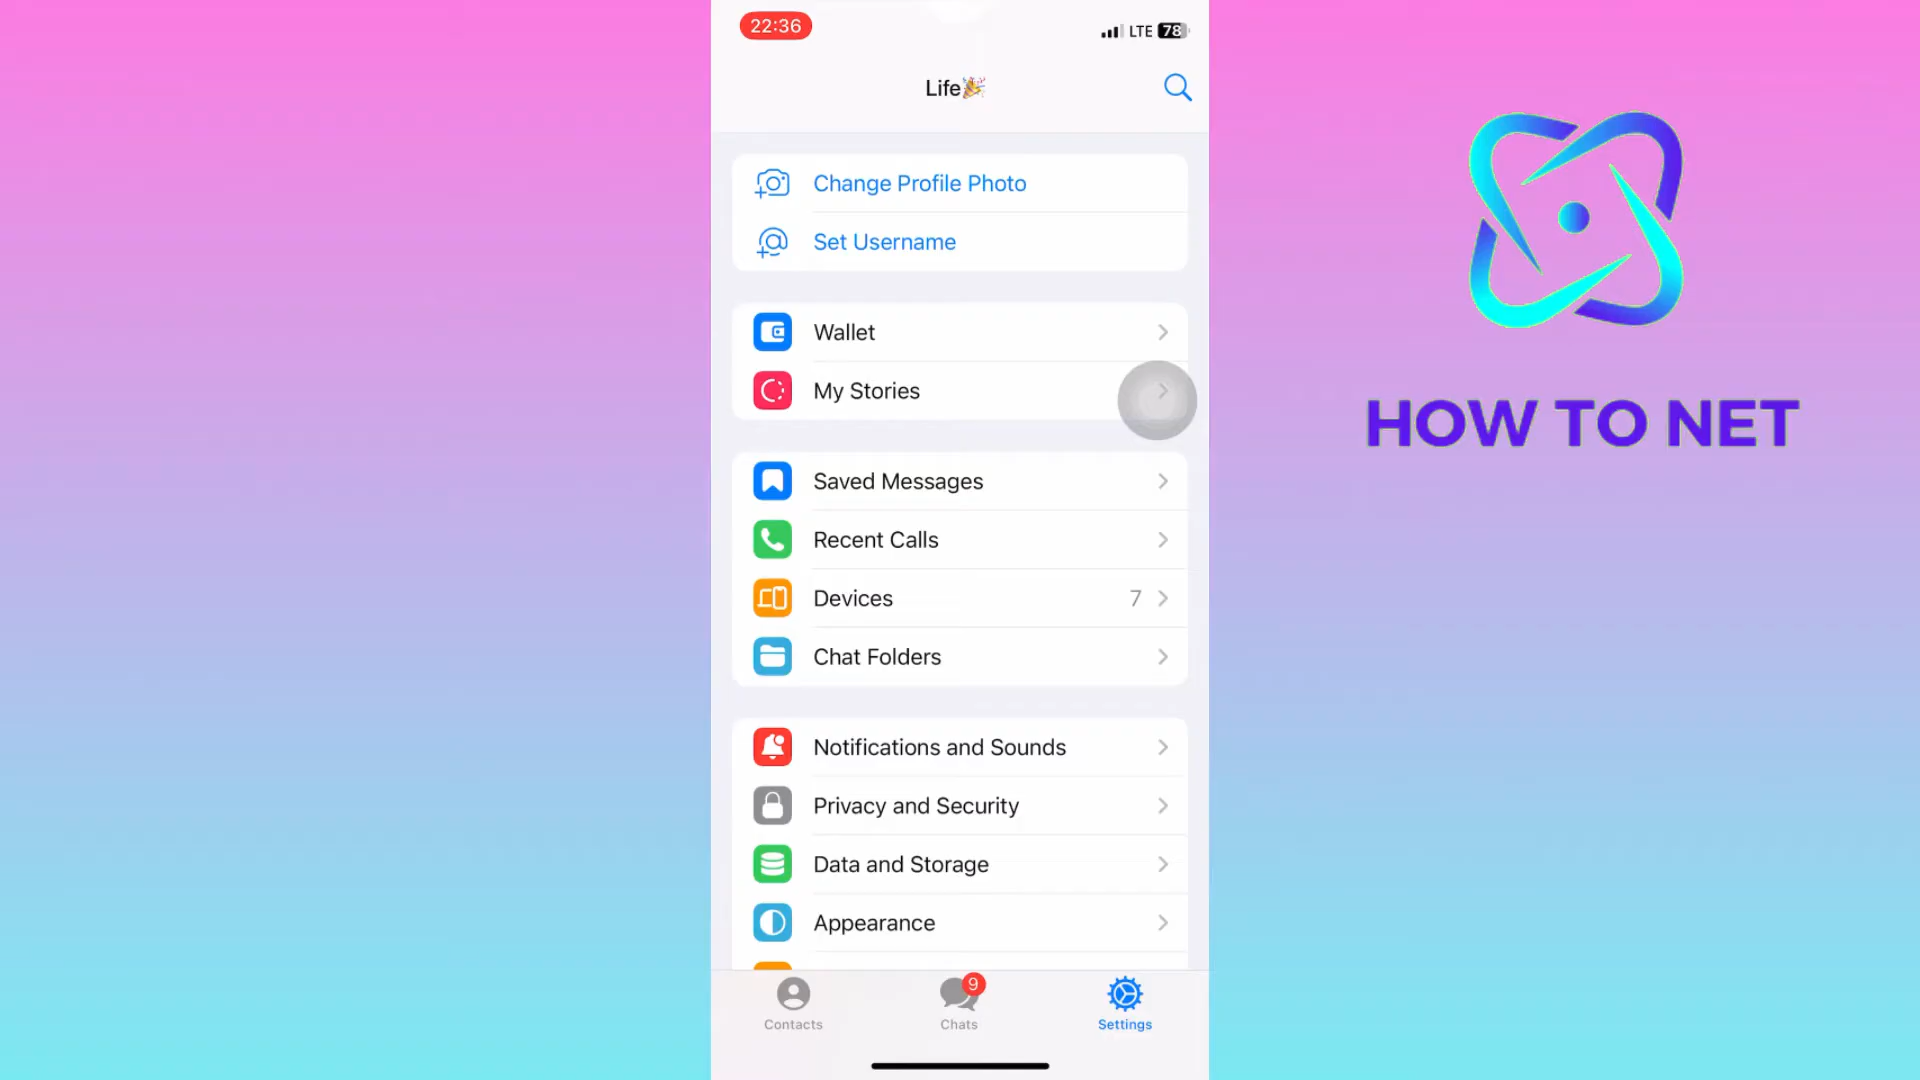 22:36
LTE 78
Life🎉
Change Profile Photo
Set Username
Wallet
My Stories
Saved Messages
Recent Calls
Devices 7
Chat Folders
Notifications and Sounds
Privacy and Security
Data and Storage
Appearance
Contacts
9
Chats
Settings
HOW TO NET